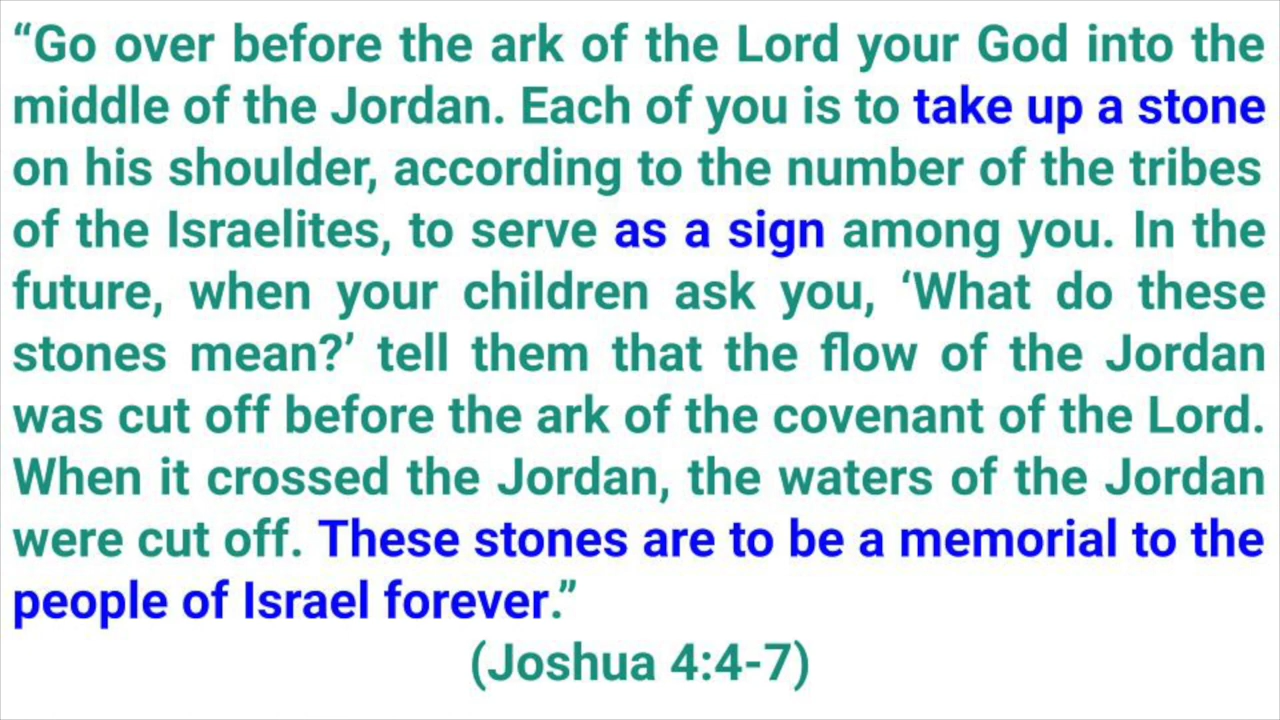 “Go over before the ark of the Lord your God into the
middle of the Jordan. Each of you is to take up a stone
on his shoulder, according to the number of the tribes
of the Israelites, to serve as a sign among you. In the
future, when your children ask you, ‘What do these
stones mean?’ tell them that the flow of the Jordan
was cut off before the ark of the covenant of the Lord.
When it crossed the Jordan, the waters of the Jordan
were cut off. These stones are to be a memorial to the
people of Israel forever.”
(Joshua 4:4-7)